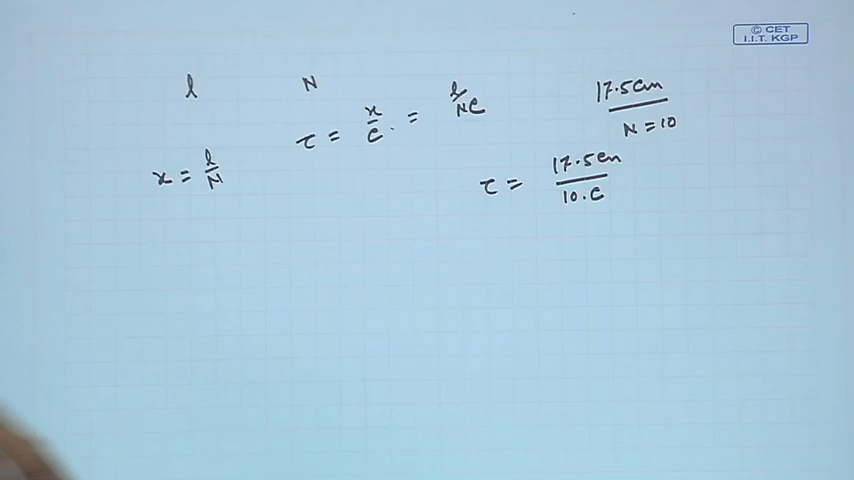 © CET
I.I.T. KGP
l N
x = l/N
τ = x/c = l/Nc
17.5cm
N = 10
τ = 17.5cm / 10.c